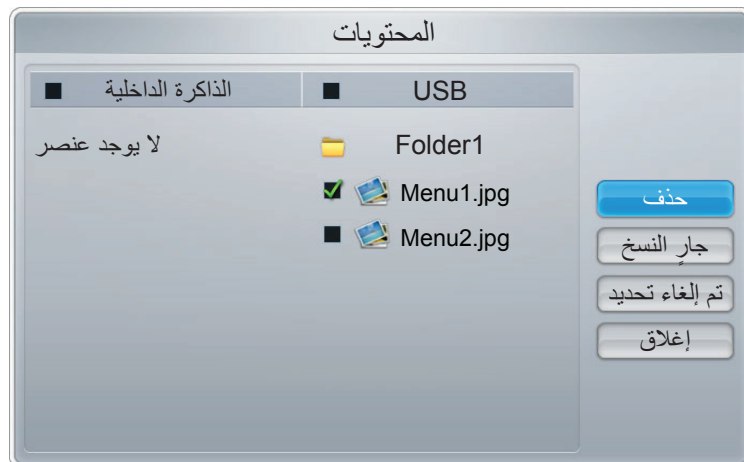 المحتويات
الذاكرة الداخلية
USB
لا يوجد عنصر
Folder1
Menu1.jpg
Menu2.jpg
حذف
جارٍ النسخ
تم إلغاء تحديد
إغلاق